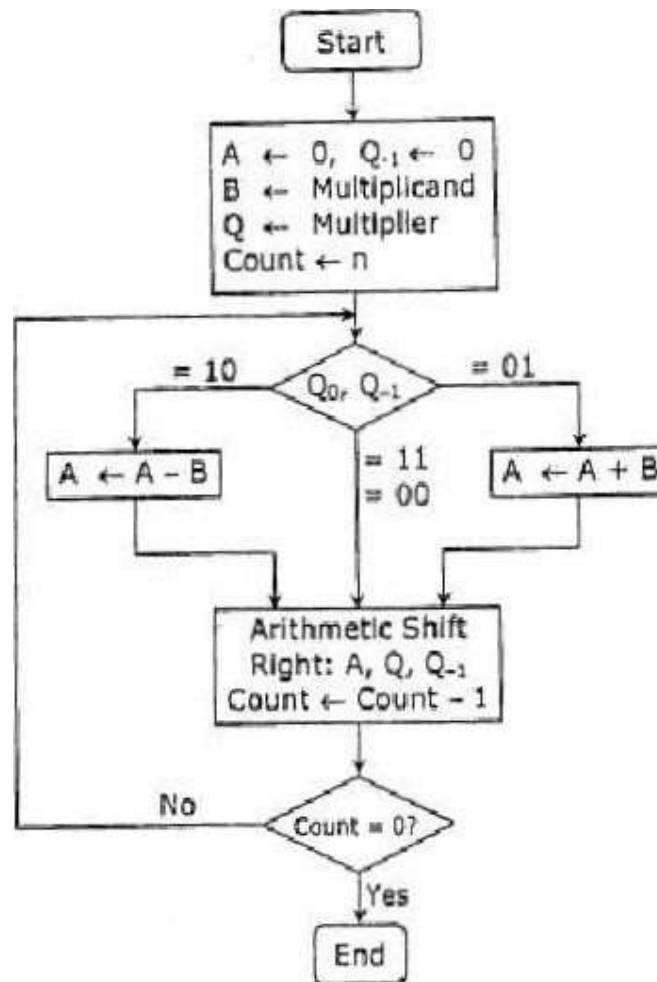 Start
A ← 0, Q-1 ← 0
B ← Multiplicand
Q ← Multiplier
Count ← n
= 10
Q0, Q-1
= 01
A ← A - B
= 11
= 00
A ← A + B
Arithmetic Shift
Right: A, Q, Q-1
Count ← Count - 1
No
Count = 0?
Yes
End